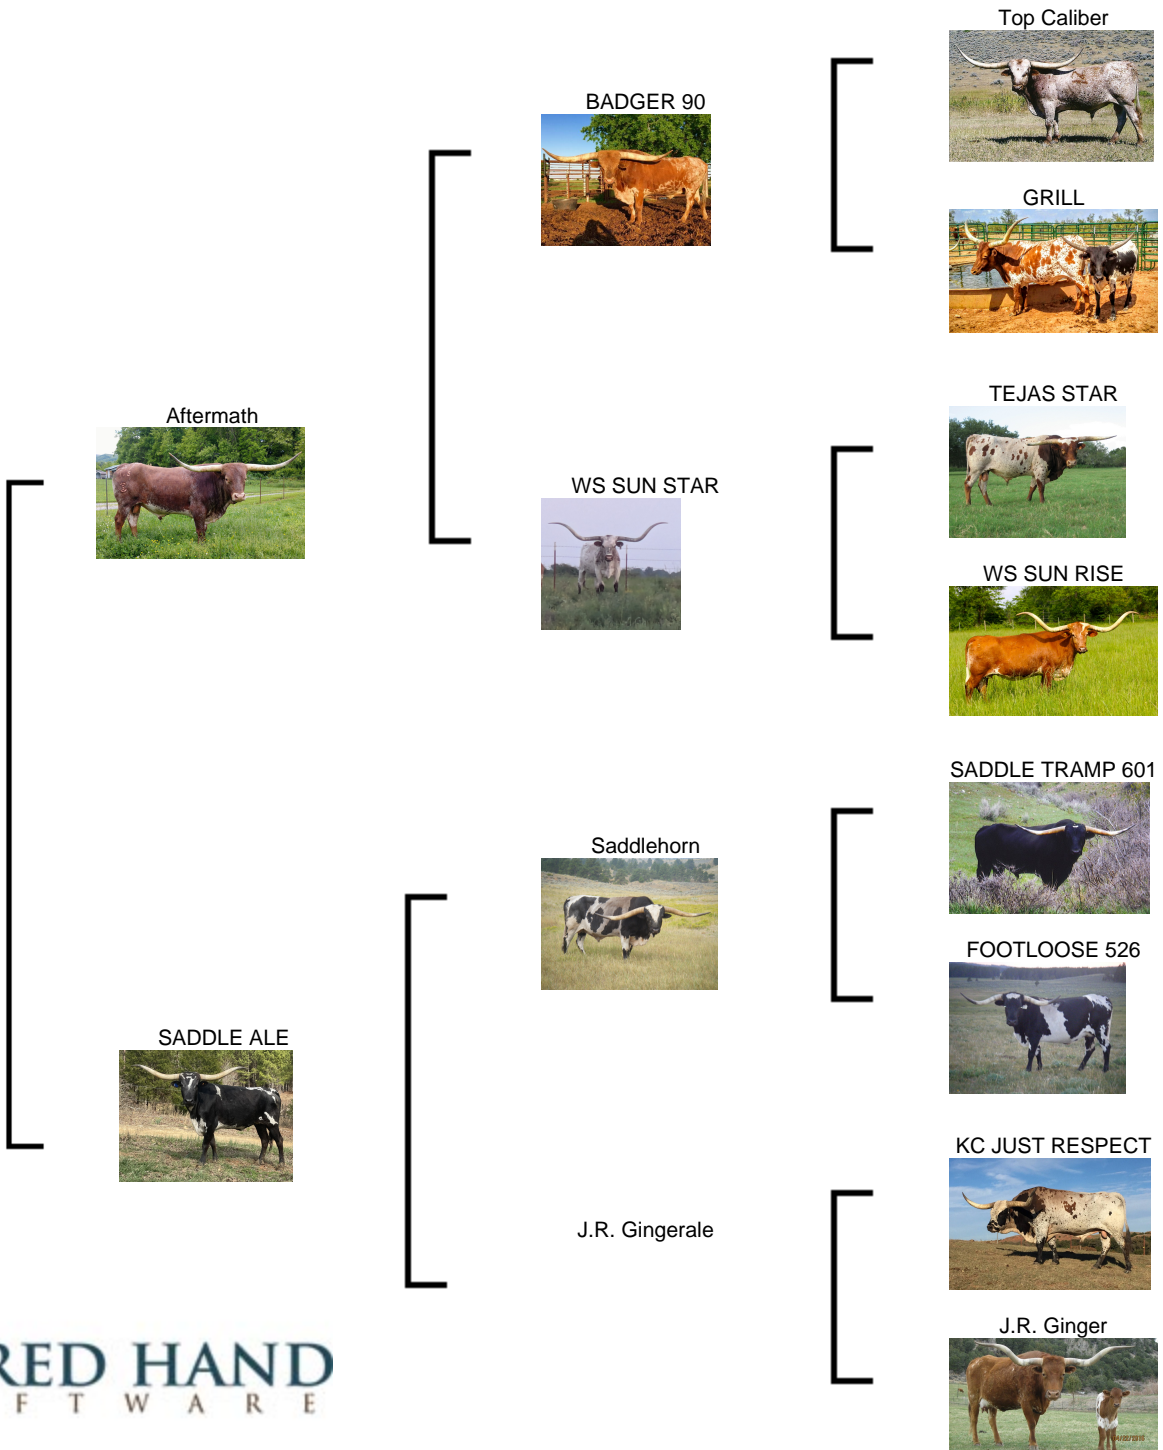 Top Caliber
BADGER 90
GRILL
Aftermath
TEJAS STAR
WS SUN STAR
WS SUN RISE
SADDLE TRAMP 601
Saddlehorn
FOOTLOOSE 526
SADDLE ALE
KC JUST RESPECT
J.R. Gingerale
J.R. Ginger
RED HAND
FTWARE